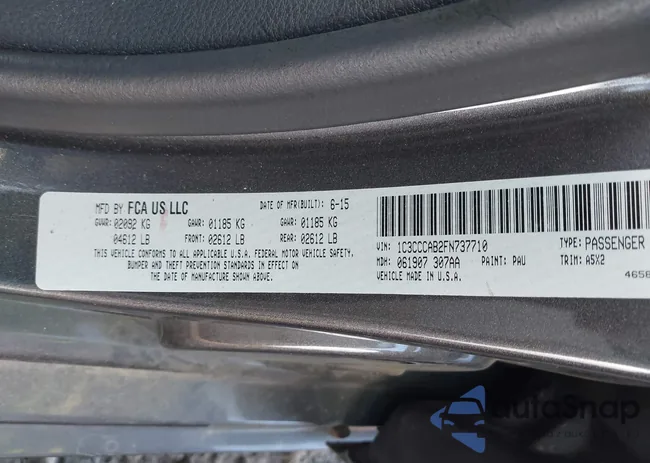 MFD BY FCA US LLC DATE OF MFR(BUILT): 6-15
GVWR: 02092 KG GAWR: 01185 KG GAWR: 01185 KG
04612 LB FRONT: 02612 LB REAR: 02612 LB
THIS VEHICLE CONFORMS TO ALL APPLICABLE U.S.A. FEDERAL MOTOR VEHICLE SAFETY,
BUMPER AND THEFT PREVENTION STANDARDS IN EFFECT ON
THE DATE OF MANUFACTURE SHOWN ABOVE.
VIN: 1C3CCCAB2FN737710 TYPE: PASSENGER
MDH: 061907 307AA PAINT: PAU TRIM: A5X2
VEHICLE MADE IN U.S.A. 4658
autoSnap